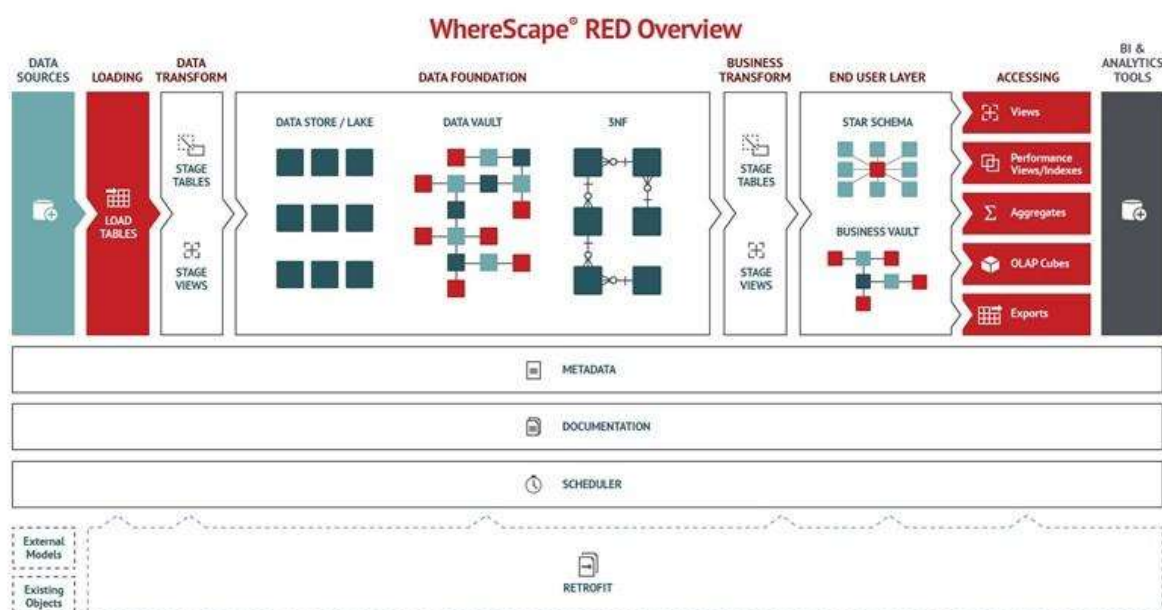 WhereScape® RED Overview
DATA
SOURCES
LOADING
DATA
TRANSFORM
DATA FOUNDATION
BUSINESS
TRANSFORM
END USER LAYER
ACCESSING
BI &
ANALYTICS
TOOLS
LOAD
TABLES
STAGE
TABLES
STAGE
VIEWS
DATA STORE / LAKE
DATA VAULT
3NF
STAGE
TABLES
STAGE
VIEWS
STAR SCHEMA
BUSINESS VAULT
Views
Performance
Views/Indexes
Aggregates
OLAP Cubes
Exports
METADATA
DOCUMENTATION
SCHEDULER
External
Models
Existing
Objects
RETROFIT